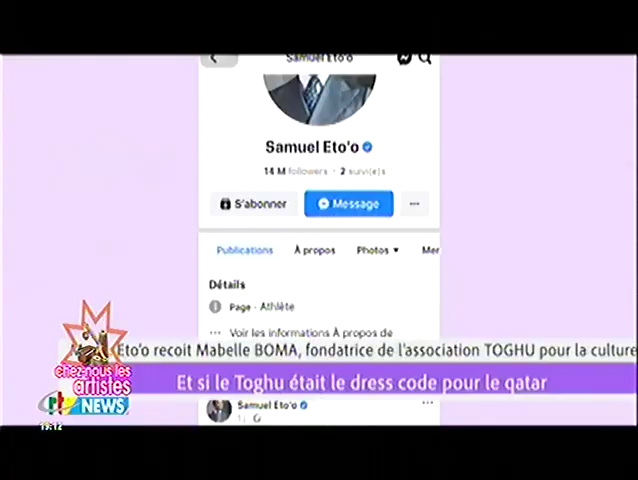 Samuel Eto'o
Samuel Eto'o
14 M followers · 2 suivi(e)s
S'abonner
Message
Publications À propos Photos Mer
Détails
Page · Athlète
Voir les informations À propos de
Eto'o recoit Mabelle BOMA, fondatrice de l'association TOGHU pour la culture
Et si le Toghu était le dress code pour le qatar
chez-nous les
artistes
NEWS
Samuel Eto'o
19:12